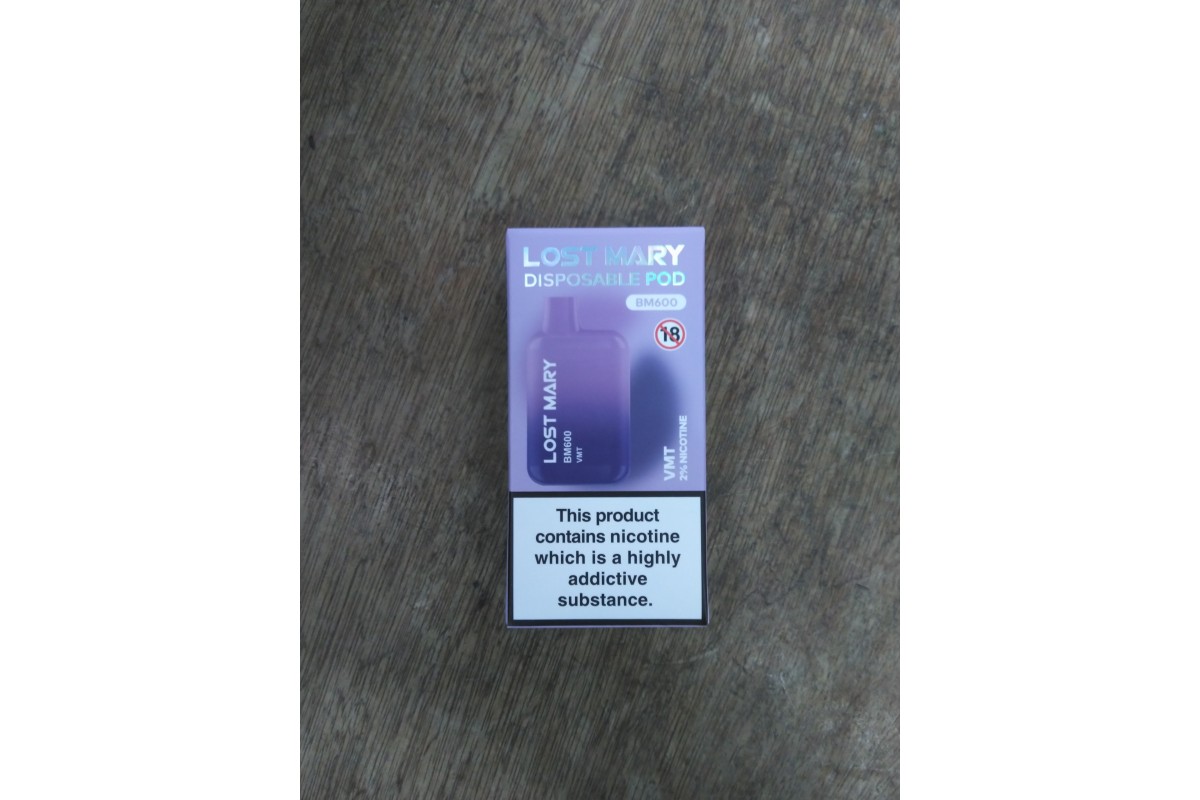 LOST MARY
DISPOSABLE POD
BM600
18
LOST MARY
BM600
VMT
VMT
2% NICOTINE
This product
contains nicotine
which is a highly
addictive
substance.